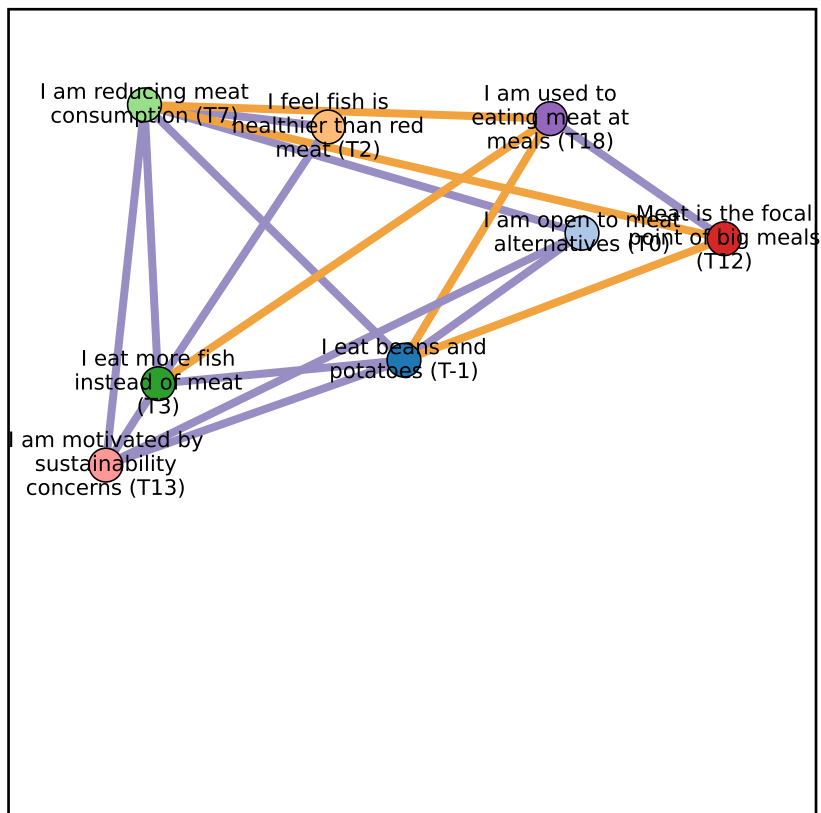 I am reducing meat
consumption (T7)
I feel fish is
healthier than red
meat (T2)
I am used to
eating meat at
meals (T18)
I am open to meat
alternatives (T0)
Meat is the focal
point of big meals
(T12)
I eat beans and
potatoes (T-1)
I eat more fish
instead of meat
(T3)
I am motivated by
sustainability
concerns (T13)